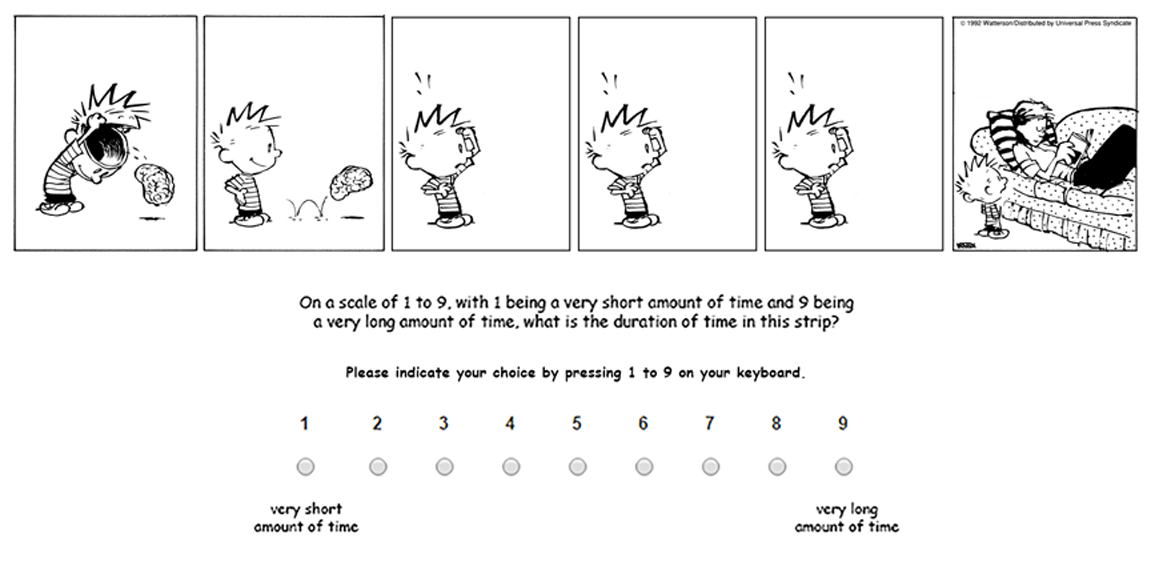 © 1992 Watterson/Distributed by Universal Press Syndicate
! ! ! ! ! !
On a scale of 1 to 9, with 1 being a very short amount of time and 9 being
a very long amount of time, what is the duration of time in this strip?
Please indicate your choice by pressing 1 to 9 on your keyboard.
1 2 3 4 5 6 7 8 9
very short
amount of time
very long
amount of time